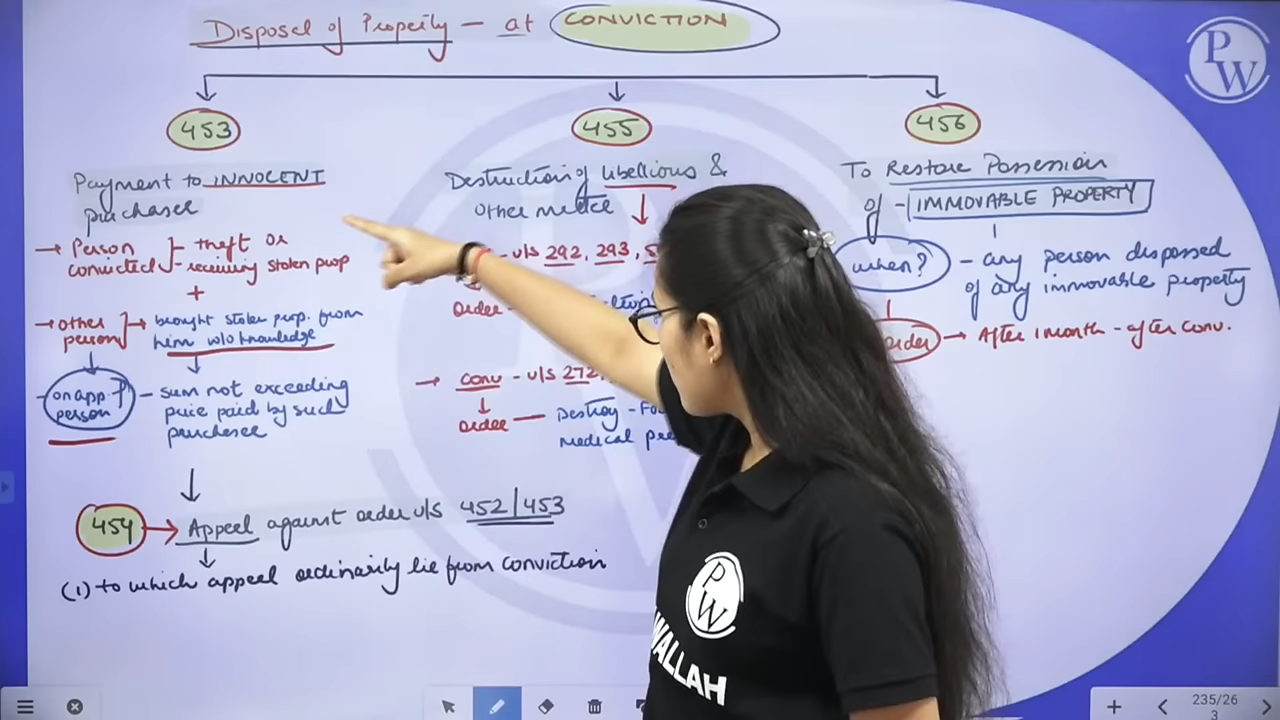 Disposal of Property - at CONVICTION
PW
453
455
456
Payment to INNOCENT
purchaser
→ Person
convicted
theft or
receiving stolen prop
+
→ other
person
→ brought stolen prop. from
him w/o knowledge
on app.
person
- sum not exceeding
price paid by such
purchaser
454 → Appeal against order u/s 452/453
(1) to which appeal ordinarily lie from conviction
Destruction of libellious &
other matter
- u/s 292, 293,
order -
→ Conv - u/s 272,
order - Destroy -
medical
To Restore Possession
of - IMMOVABLE PROPERTY
when?
- any person disposed
of any immovable property
order → After 1 month - after conv.
PW
WALLAH
235/26
3